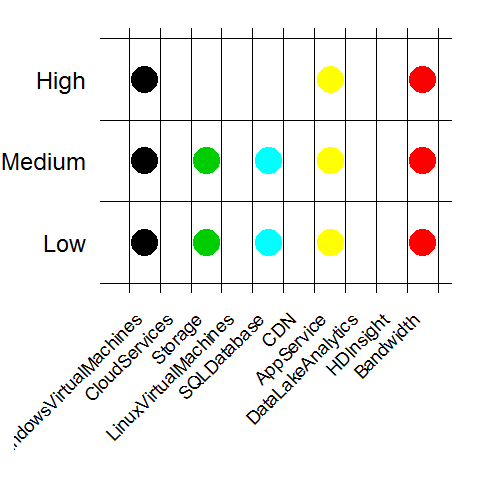 High
Medium
Low
ndowsVirtualMachines
CloudServices
Storage
LinuxVirtualMachines
SQLDatabase
CDN
AppService
DataLakeAnalytics
HDInsight
Bandwidth